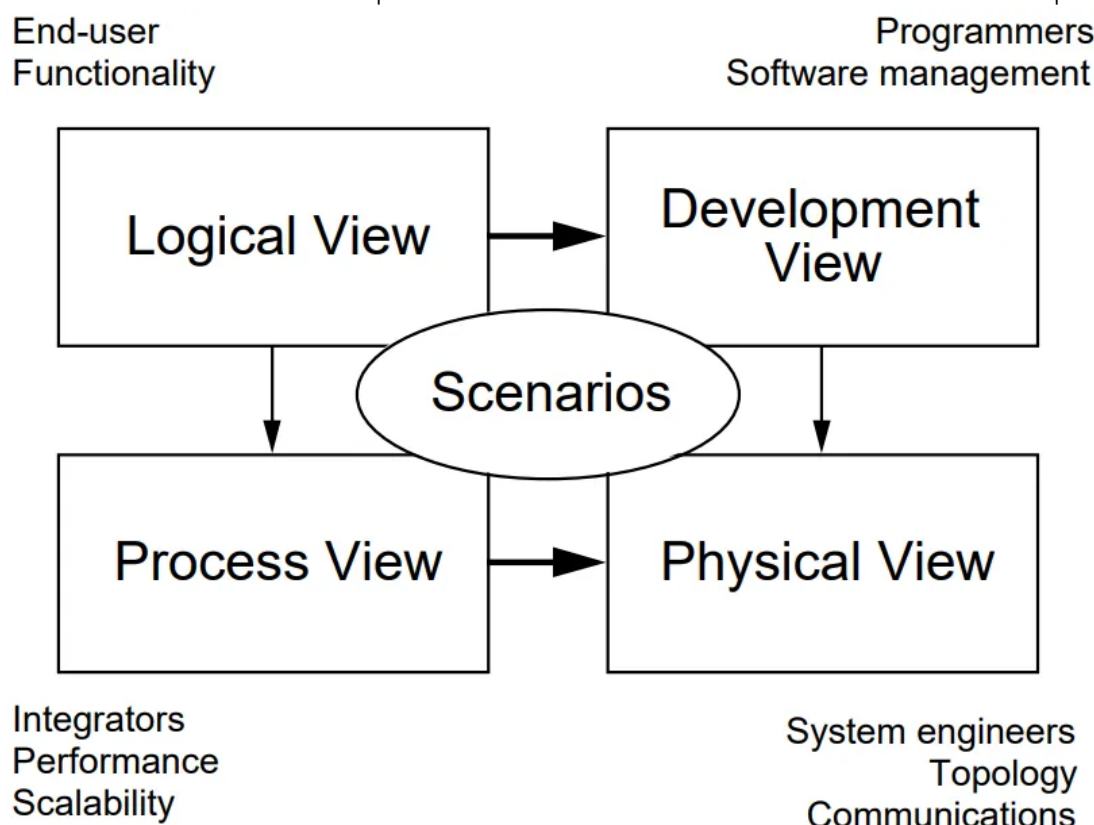 End-user
Functionality
Programmers
Software management
Logical View
Development
View
Scenarios
Process View
Physical View
Integrators
Performance
Scalability
System engineers
Topology
Communications